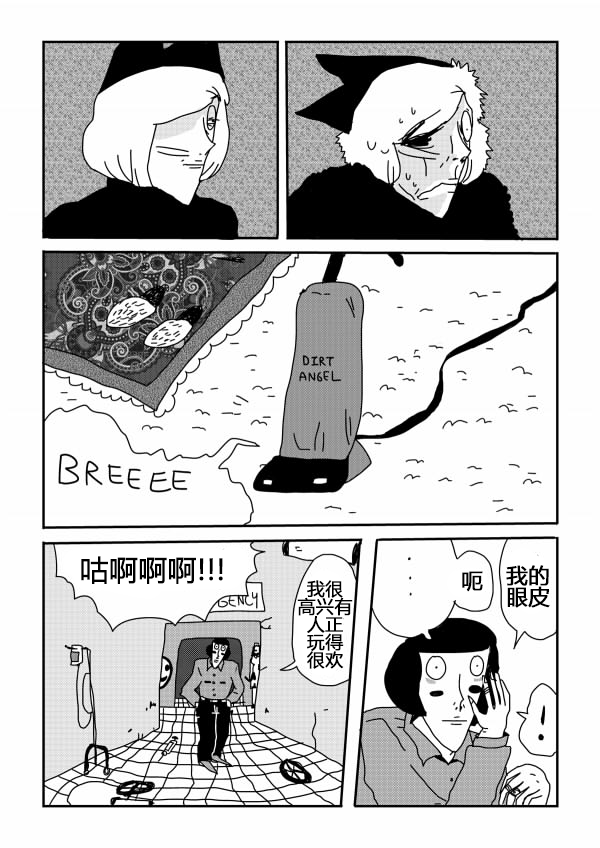 DIRT
ANGEL
BREEEE
咕啊啊啊!!!
GENCY
我很
高兴有
人正
玩得
很欢
我的
眼皮
呃
...
!